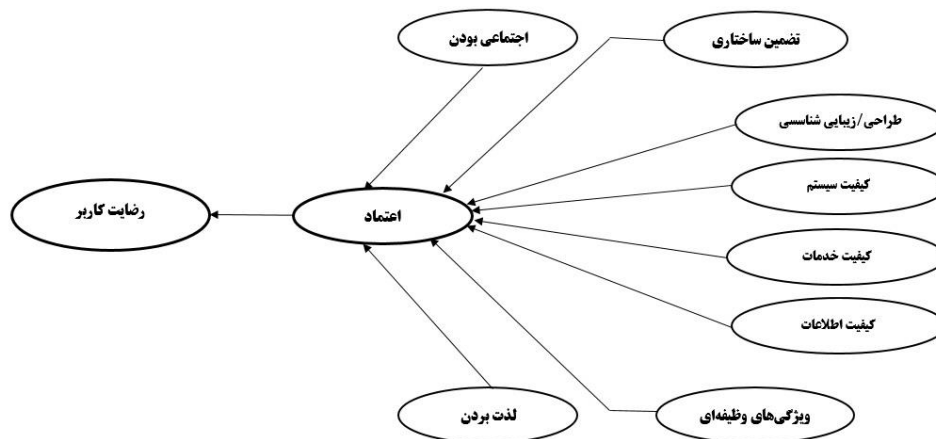 اجتماعی بودن
تضمین ساختاری
طراحی/زیبایی شناسسی
کیفیت سیستم
رضایت کاربر
اعتماد
کیفیت خدمات
کیفیت اطلاعات
لذت بردن
ویژگی‌های وظیفه‌ای